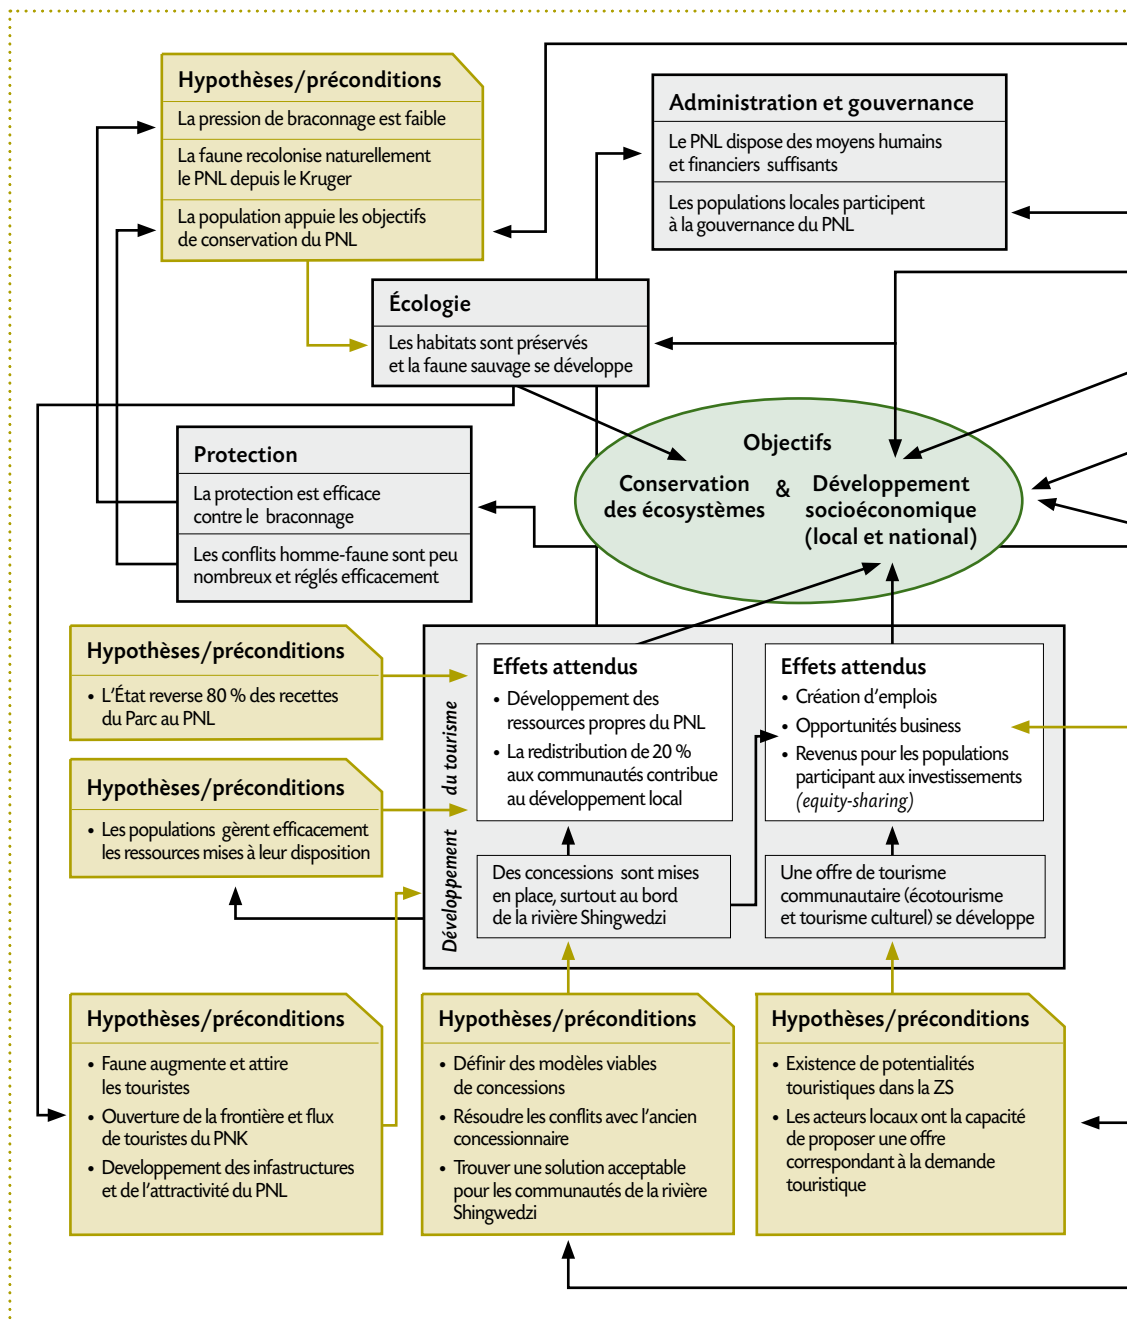 Hypothèses/préconditions
La pression de braconnage est faible
La faune recolonise naturellement
le PNL depuis le Kruger
La population appuie les objectifs
de conservation du PNL
Administration et gouvernance
Le PNL dispose des moyens humains
et financiers suffisants
Les populations locales participent
à la gouvernance du PNL
Écologie
Les habitats sont préservés
et la faune sauvage se développe
Protection
La protection est efficace
contre le braconnage
Les conflits homme-faune sont peu
nombreux et réglés efficacement
Objectifs
Conservation
des écosystèmes
&
Développement
socioéconomique
(local et national)
Hypothèses/préconditions
• L'État reverse 80 % des recettes
du Parc au PNL
Hypothèses/préconditions
• Les populations gèrent efficacement
les ressources mises à leur disposition
Développement du tourisme
Effets attendus
• Développement des
ressources propres du PNL
• La redistribution de 20 %
aux communautés contribue
au développement local
Effets attendus
• Création d'emplois
• Opportunités business
• Revenus pour les populations
participant aux investissements
(equity-sharing)
Des concessions sont mises
en place, surtout au bord
de la rivière Shingwedzi
Une offre de tourisme
communautaire (écotourisme
et tourisme culturel) se développe
Hypothèses/préconditions
• Faune augmente et attire
les touristes
• Ouverture de la frontière et flux
de touristes du PNK
• Developpement des infastructures
et de l'attractivité du PNL
Hypothèses/préconditions
• Définir des modèles viables
de concessions
• Résoudre les conflits avec l'ancien
concessionnaire
• Trouver une solution acceptable
pour les communautés de la rivière
Shingwedzi
Hypothèses/préconditions
• Existence de potentialités
touristiques dans la ZS
• Les acteurs locaux ont la capacité
de proposer une offre
correspondant à la demande
touristique